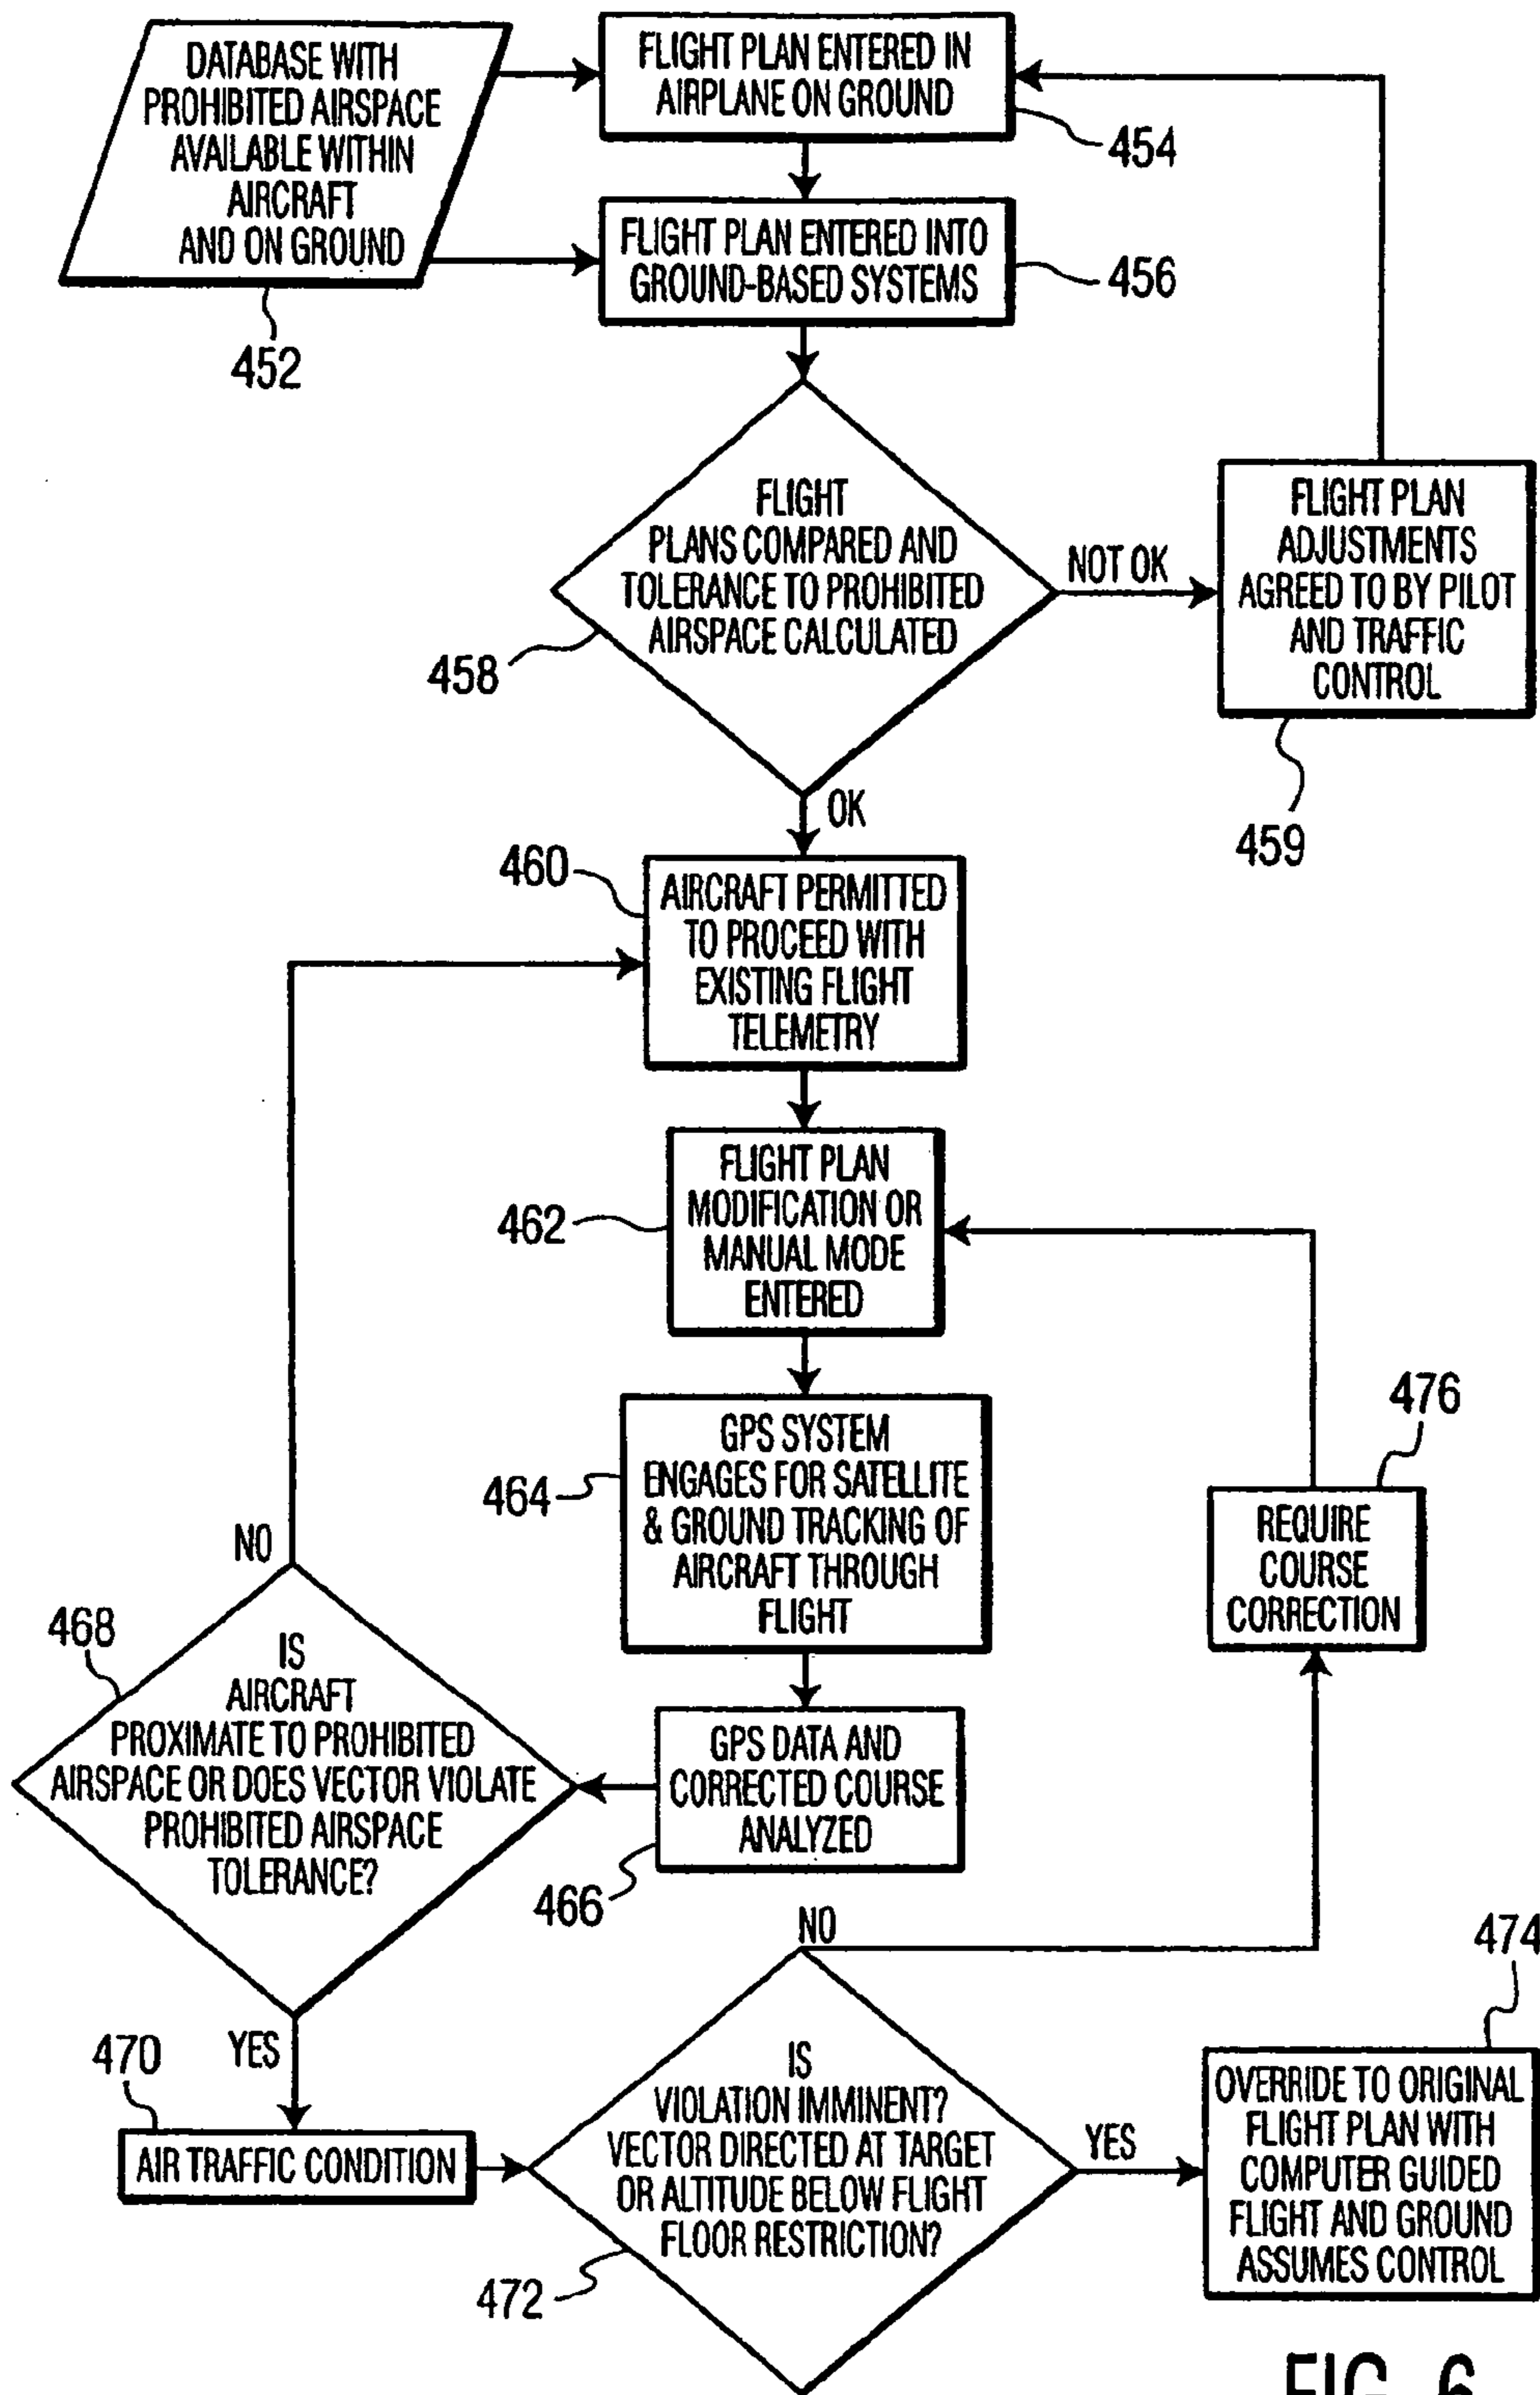 DATABASE WITH
PROHIBITED AIRSPACE
AVAILABLE WITHIN
AIRCRAFT
AND ON GROUND
452
FLIGHT PLAN ENTERED IN
AIRPLANE ON GROUND
454
FLIGHT PLAN ENTERED INTO
GROUND-BASED SYSTEMS
456
FLIGHT
PLANS COMPARED AND
TOLERANCE TO PROHIBITED
AIRSPACE CALCULATED
458
NOT OK
FLIGHT PLAN
ADJUSTMENTS
AGREED TO BY PILOT
AND TRAFFIC
CONTROL
459
OK
460
AIRCRAFT PERMITTED
TO PROCEED WITH
EXISTING FLIGHT
TELEMETRY
462
FLIGHT PLAN
MODIFICATION OR
MANUAL MODE
ENTERED
464
GPS SYSTEM
ENGAGES FOR SATELLITE
& GROUND TRACKING OF
AIRCRAFT THROUGH
FLIGHT
476
REQUIRE
COURSE
CORRECTION
NO
468
IS
AIRCRAFT
PROXIMATE TO PROHIBITED
AIRSPACE OR DOES VECTOR VIOLATE
PROHIBITED AIRSPACE
TOLERANCE?
GPS DATA AND
CORRECTED COURSE
ANALYZED
466
YES
470
AIR TRAFFIC CONDITION
NO
IS
VIOLATION IMMINENT?
VECTOR DIRECTED AT TARGET
OR ALTITUDE BELOW FLIGHT
FLOOR RESTRICTION?
472
YES
474
OVERRIDE TO ORIGINAL
FLIGHT PLAN WITH
COMPUTER GUIDED
FLIGHT AND GROUND
ASSUMES CONTROL
FIG. 6